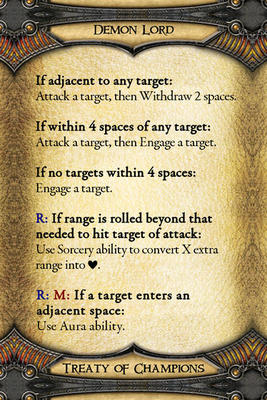 Demon Lord
If adjacent to any target:
Attack a target, then Withdraw 2 spaces.
If within 4 spaces of any target:
Attack a target, then Engage a target.
If no targets within 4 spaces:
Engage a target.
R: If range is rolled beyond that
needed to hit target of attack:
Use Sorcery ability to convert X extra
range into ♥.
R: M: If a target enters an
adjacent space:
Use Aura ability.
Treaty of Champions